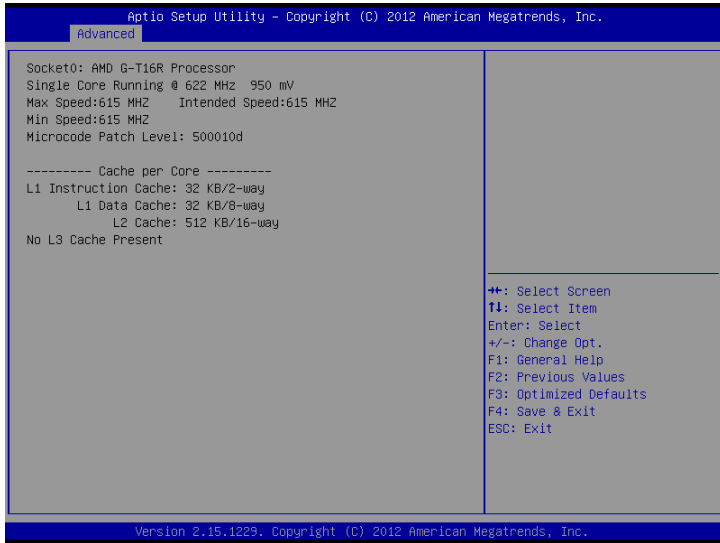 Aptio Setup Utility – Copyright (C) 2012 American Megatrends, Inc.
Advanced
Socket0: AMD G-T16R Processor
Single Core Running @ 622 MHz  950 mV
Max Speed:615 MHZ    Intended Speed:615 MHZ
Min Speed:615 MHZ
Microcode Patch Level: 500010d
--------- Cache per Core ---------
L1 Instruction Cache: 32 KB/2-way
L1 Data Cache: 32 KB/8-way
L2 Cache: 512 KB/16-way
No L3 Cache Present
→←: Select Screen
↑↓: Select Item
Enter: Select
+/-: Change Opt.
F1: General Help
F2: Previous Values
F3: Optimized Defaults
F4: Save & Exit
ESC: Exit
Version 2.15.1229. Copyright (C) 2012 American Megatrends, Inc.